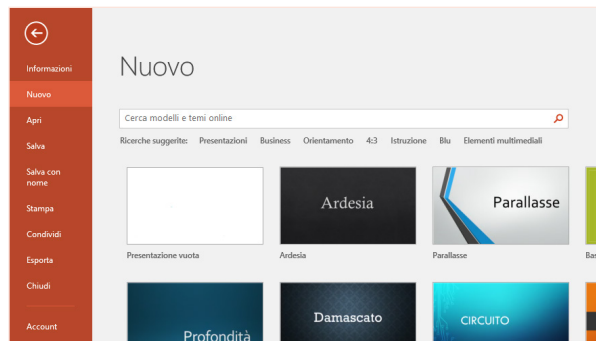 Informazioni
Nuovo
Apri
Salva
Salva con
nome
Stampa
Condividi
Esporta
Chiudi
Account
Nuovo
Cerca modelli e temi online
Ricerche suggerite: Presentazioni Business Orientamento 4:3 Istruzione Blu Elementi multimediali
Ardesia
Parallasse
Presentazione vuota
Ardesia
Parallasse
Profondità
Damascato
CIRCUITO